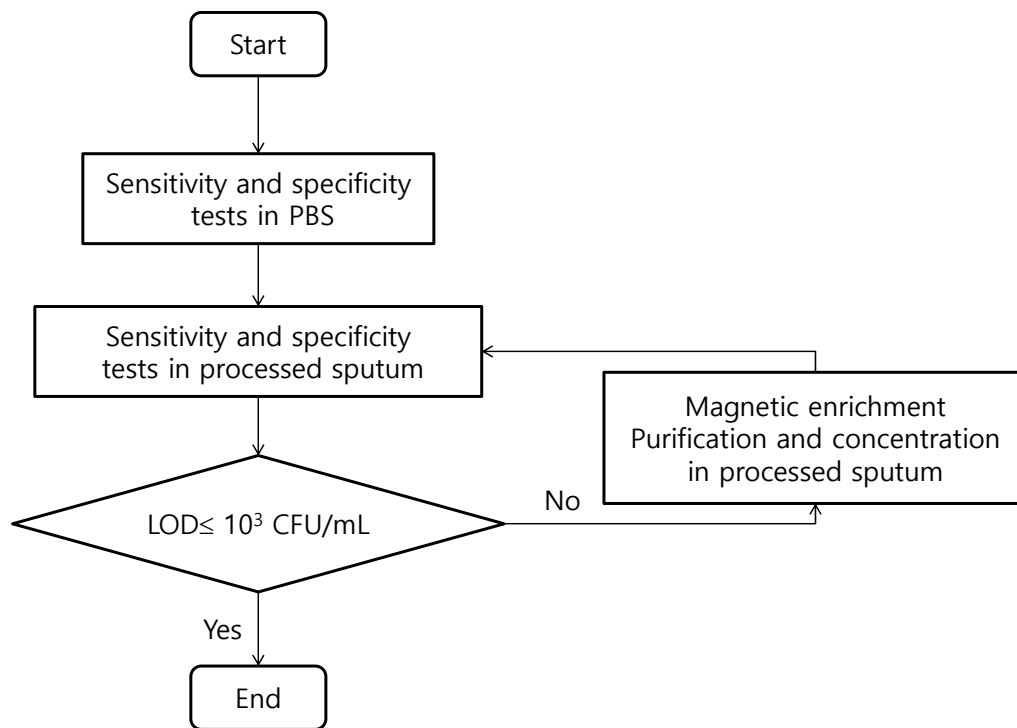 Start
Sensitivity and specificity
tests in PBS
Sensitivity and specificity
tests in processed sputum
Magnetic enrichment
Purification and concentration
in processed sputum
LOD≤ 10³ CFU/mL
No
Yes
End